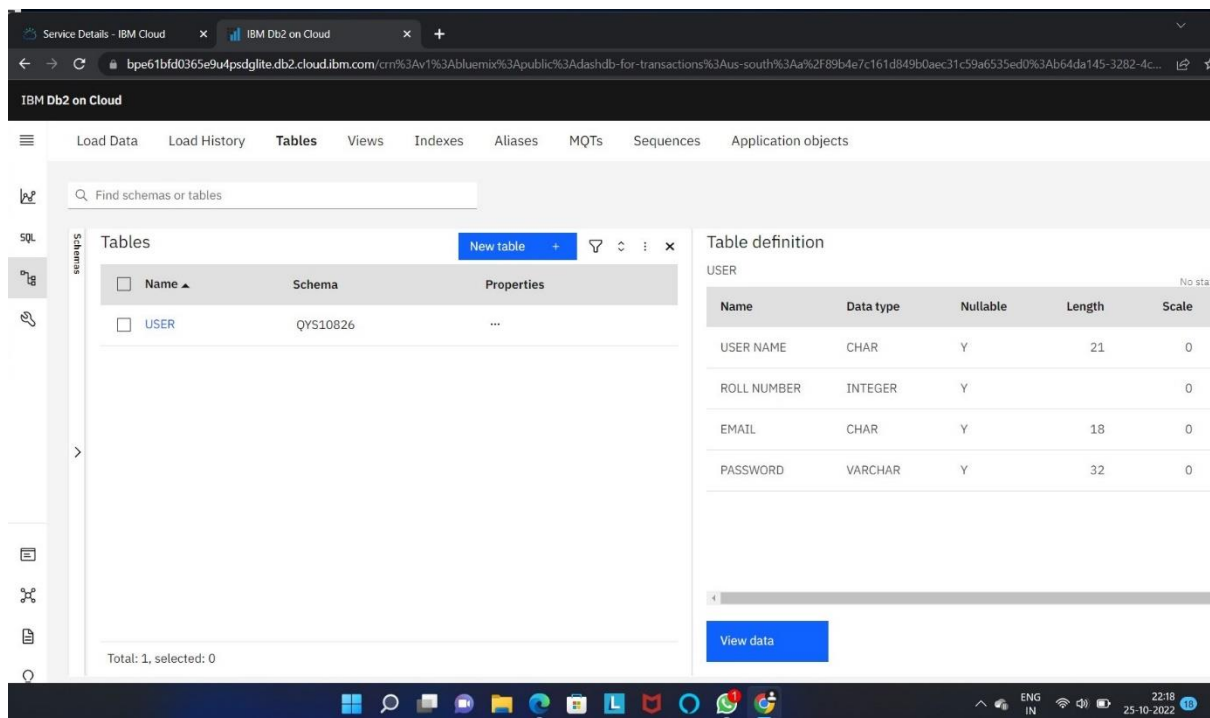 Service Details - IBM Cloud
IBM Db2 on Cloud
bpe61bfd0365e9u4psdglite.db2.cloud.ibm.com/crn%3Av1%3Abluemix%3Apublic%3Adashdb-for-transactions%3Aus-south%3Aa%2F89b4e7c161d849b0aec31c59a6535ed0%3Ab64da145-3282-4c...
IBM Db2 on Cloud
Load Data Load History Tables Views Indexes Aliases MQTs Sequences Application objects
Find schemas or tables
SQL
Schemas
Tables
New table +
Name Schema Properties
USER QYS10826 ...
Total: 1, selected: 0
Table definition
USER
No sta
Name Data type Nullable Length Scale
USER NAME CHAR Y 21 0
ROLL NUMBER INTEGER Y 0
EMAIL CHAR Y 18 0
PASSWORD VARCHAR Y 32 0
View data
L
1
ENG
IN
22:18
25-10-2022
18